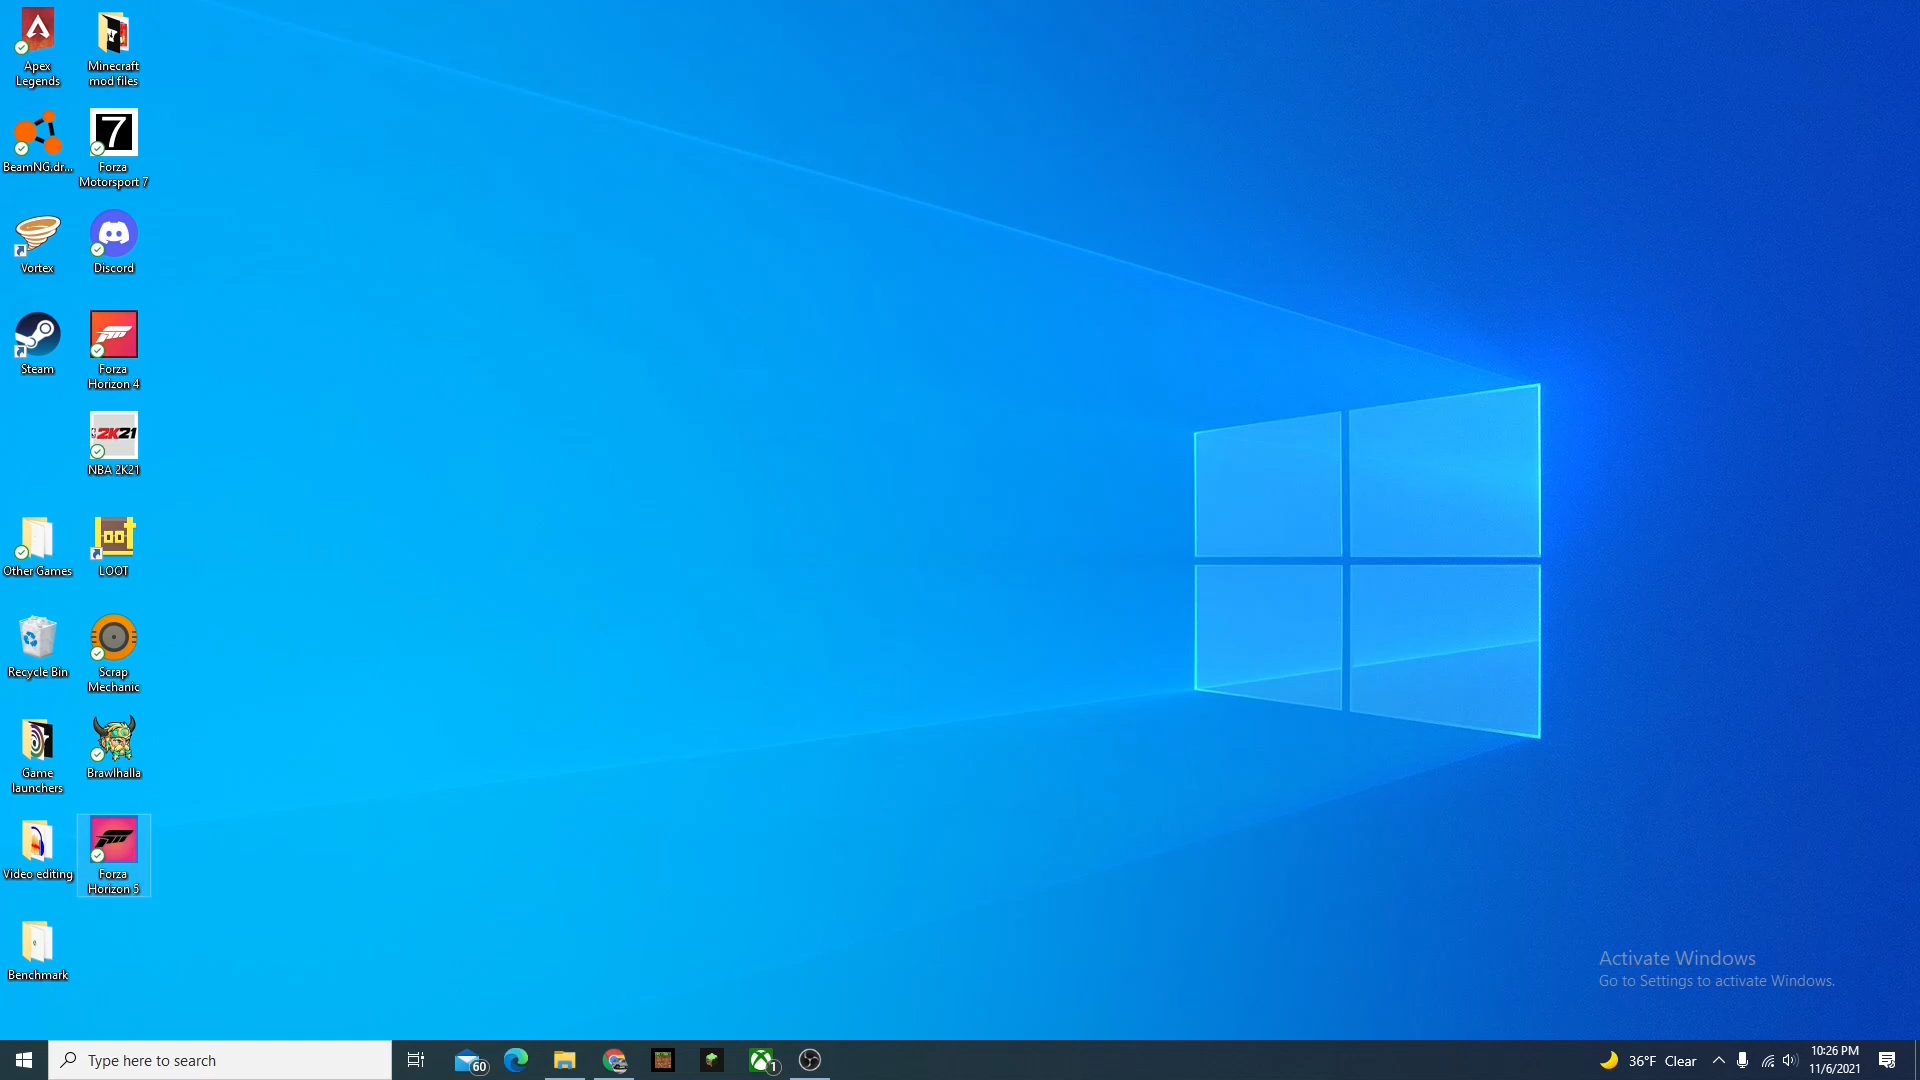 Apex
Legends
Minecraft
mod files
BeamNG.dr...
7
Forza
Motorsport 7
Vortex
Discord
Steam
Forza
Horizon 4
2K21
NBA 2K21
Other Games
LOOT
Recycle Bin
Scrap
Mechanic
Game
launchers
Brawlhalla
Video editing
Forza
Horizon 5
Benchmark
Activate Windows
Go to Settings to activate Windows.
Type here to search
60
1
36°F Clear
10:26 PM
11/6/2021